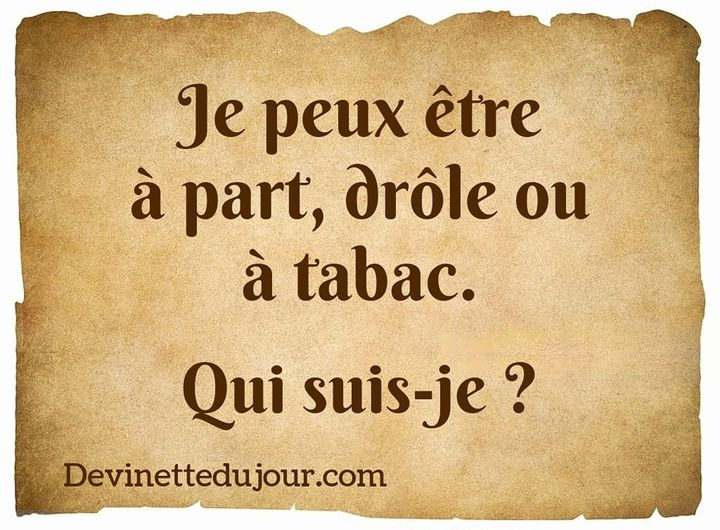 Je peux être
à part, drôle ou
à tabac.
Qui suis-je ?
Devinettedujour.com